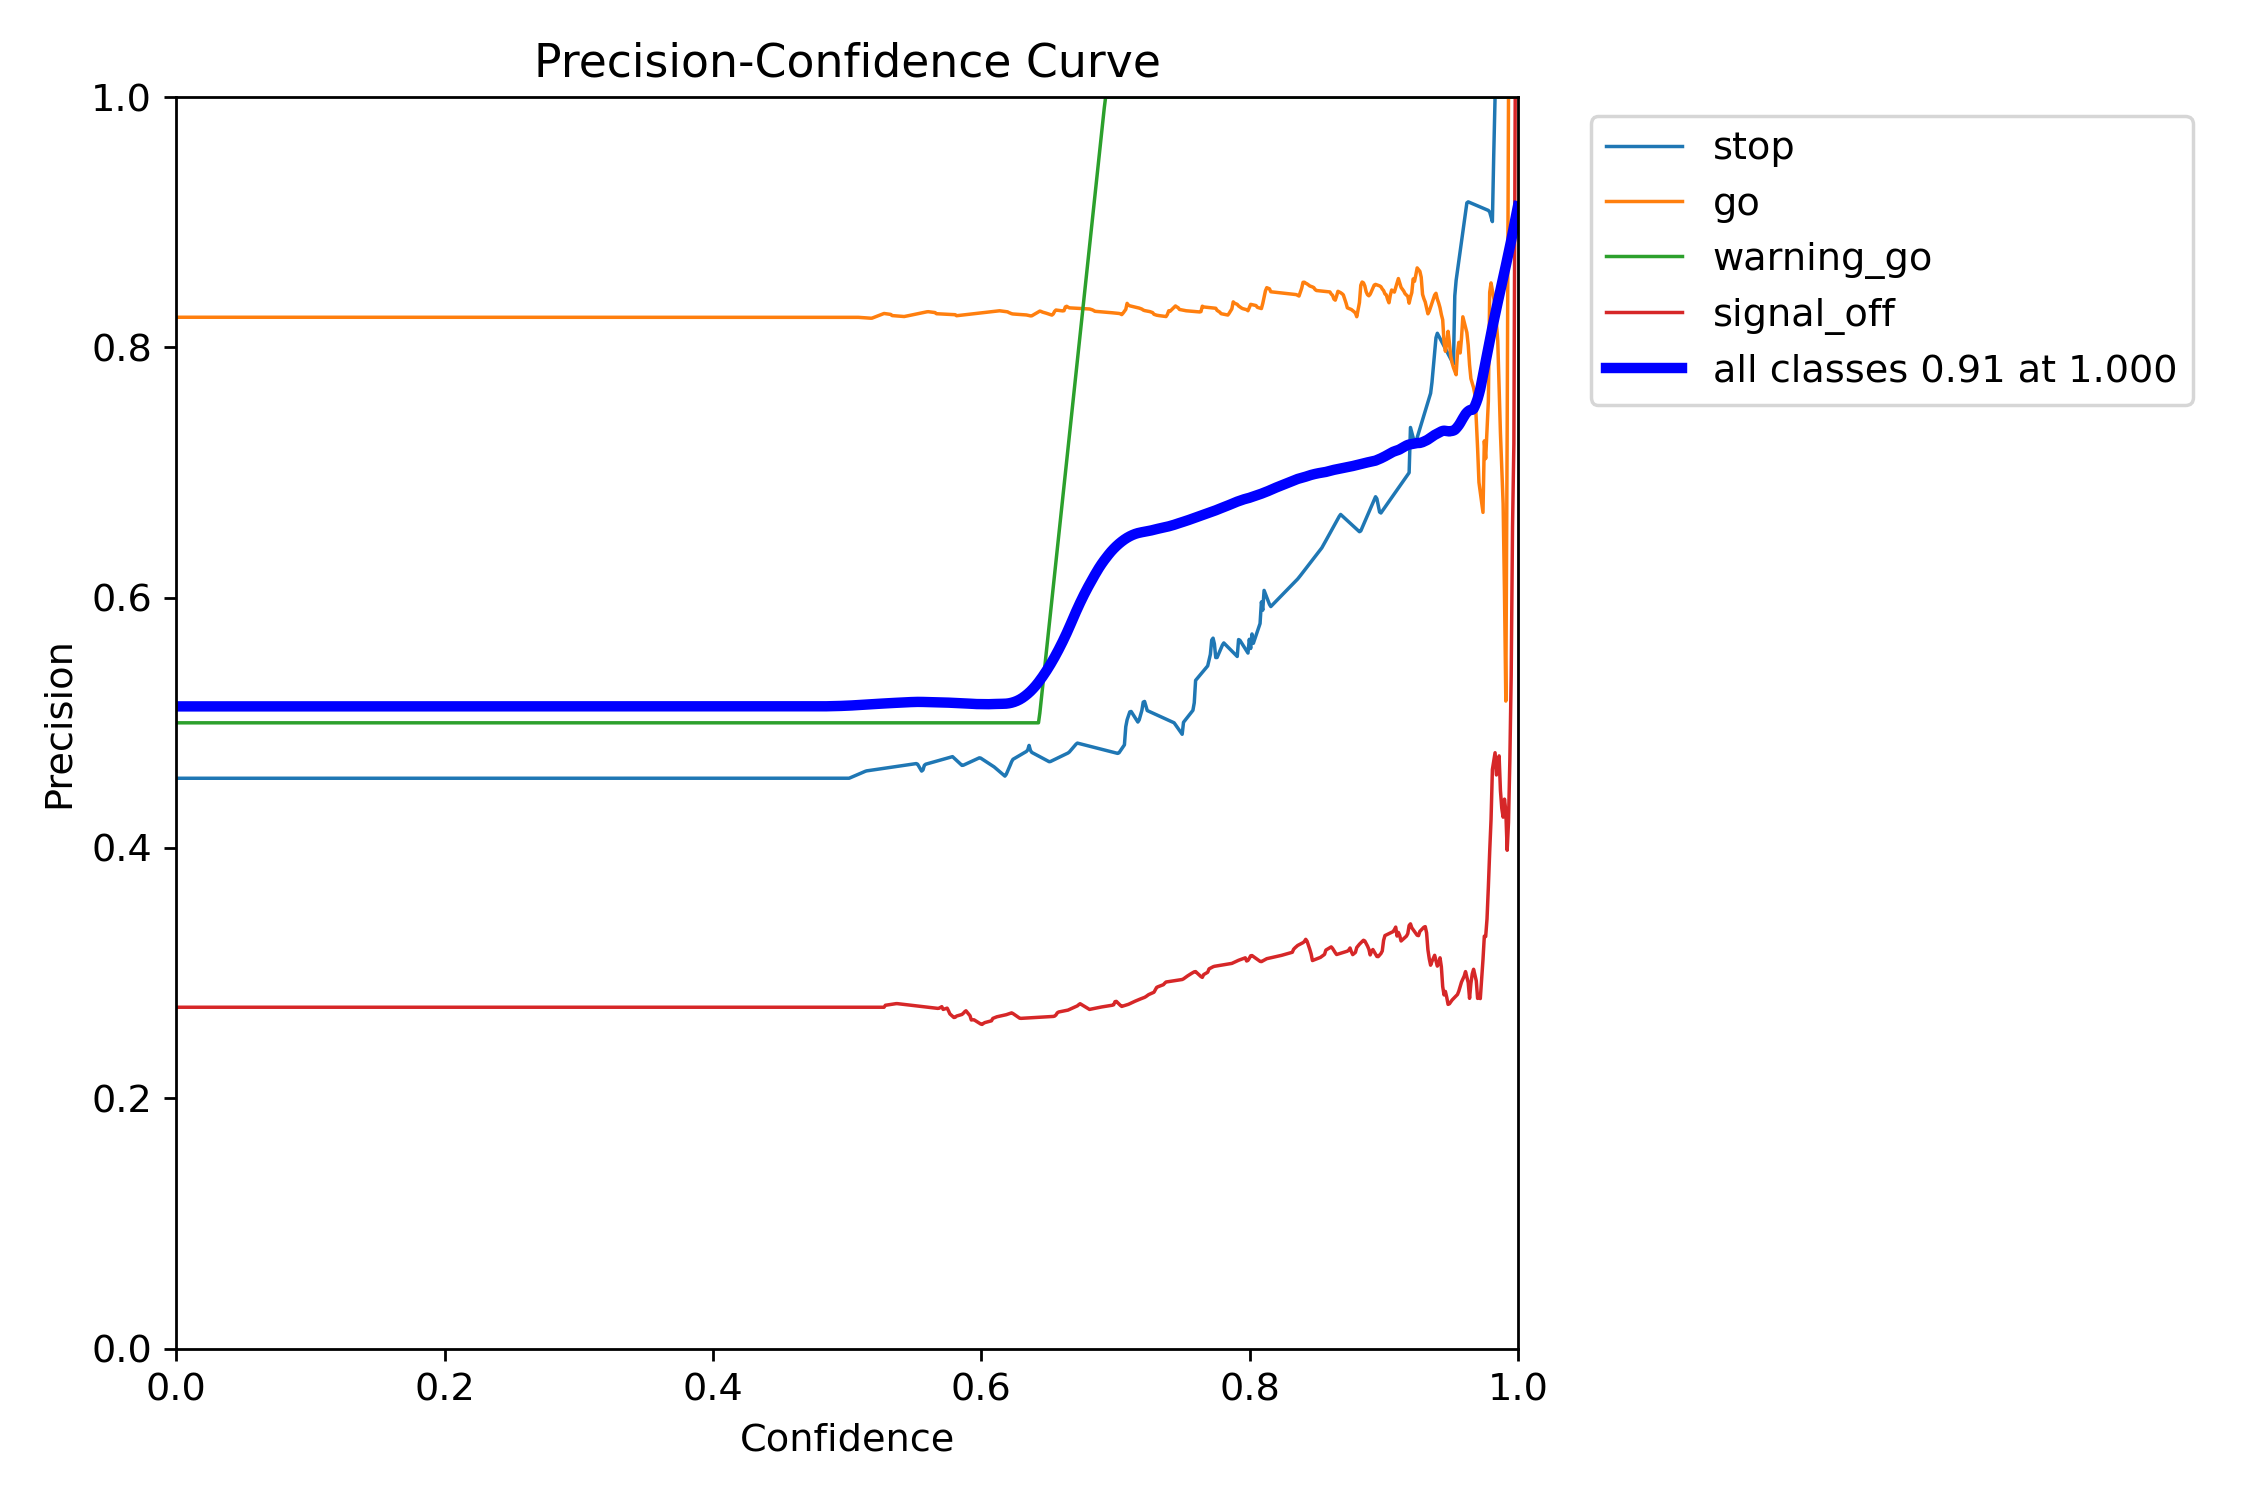 Precision-Confidence Curve
1.0
0.8
0.6
0.4
0.2
0.0
Precision
0.0 0.2 0.4 0.6 0.8 1.0
Confidence
stop
go
warning_go
signal_off
all classes 0.91 at 1.000